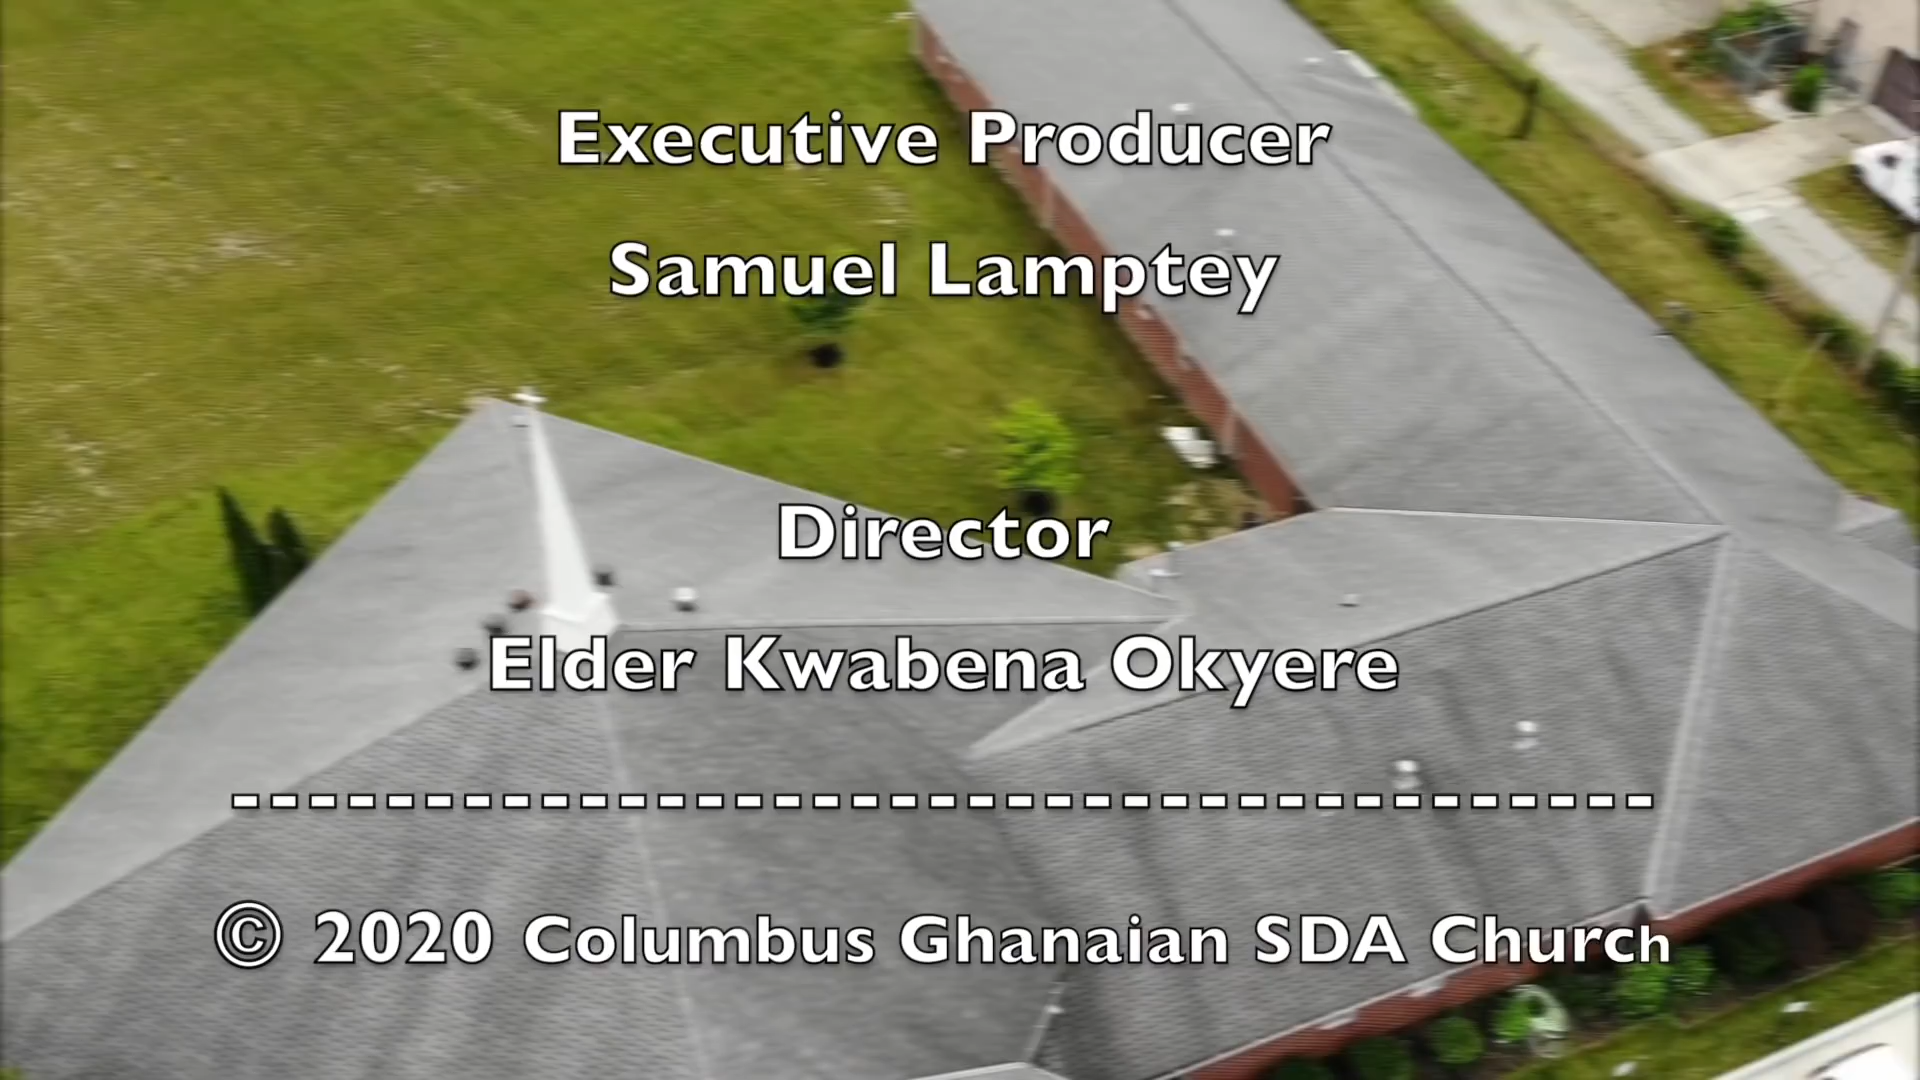 Executive Producer
Samuel Lamptey
Director
Elder Kwabena Okyere
-------------------------------------
© 2020 Columbus Ghanaian SDA Church